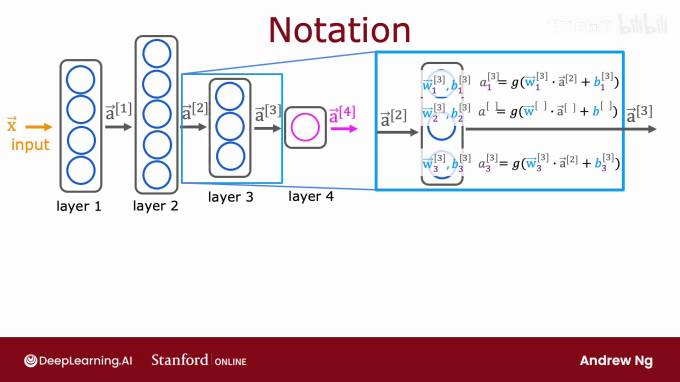 Notation
x⃗
input
a⃗[1]
a⃗[2]
a⃗[3]
a⃗[4]
layer 1
layer 2
layer 3
layer 4
a⃗[2]
w⃗1[3], b1[3] a1[3] = g(w⃗1[3] · a⃗[2] + b1[3])
w⃗2[3], b2[3] a[ ] = g(w⃗[ ] · a⃗[ ] + b[ ])
w⃗3[3], b3[3] a3[3] = g(w⃗3[3] · a⃗[2] + b3[3])
a⃗[3]
DeepLearning.AI Stanford ONLINE Andrew Ng
bilibili